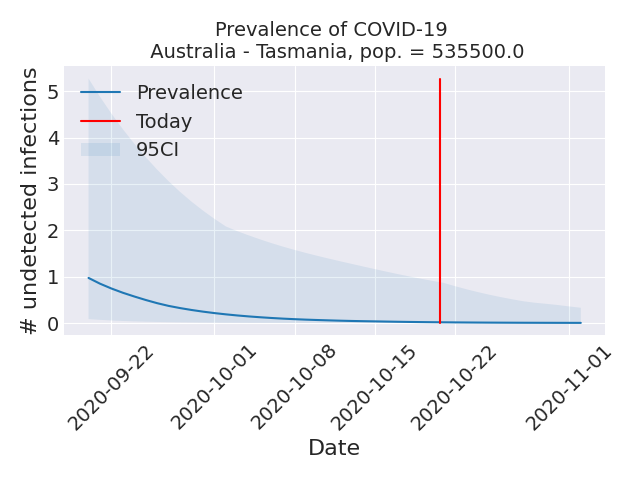 Prevalence of COVID-19
Australia - Tasmania, pop. = 535500.0
# undetected infections
5
4
3
2
1
0
Prevalence
Today
95CI
2020-09-22
2020-10-01
2020-10-08
2020-10-15
2020-10-22
2020-11-01
Date